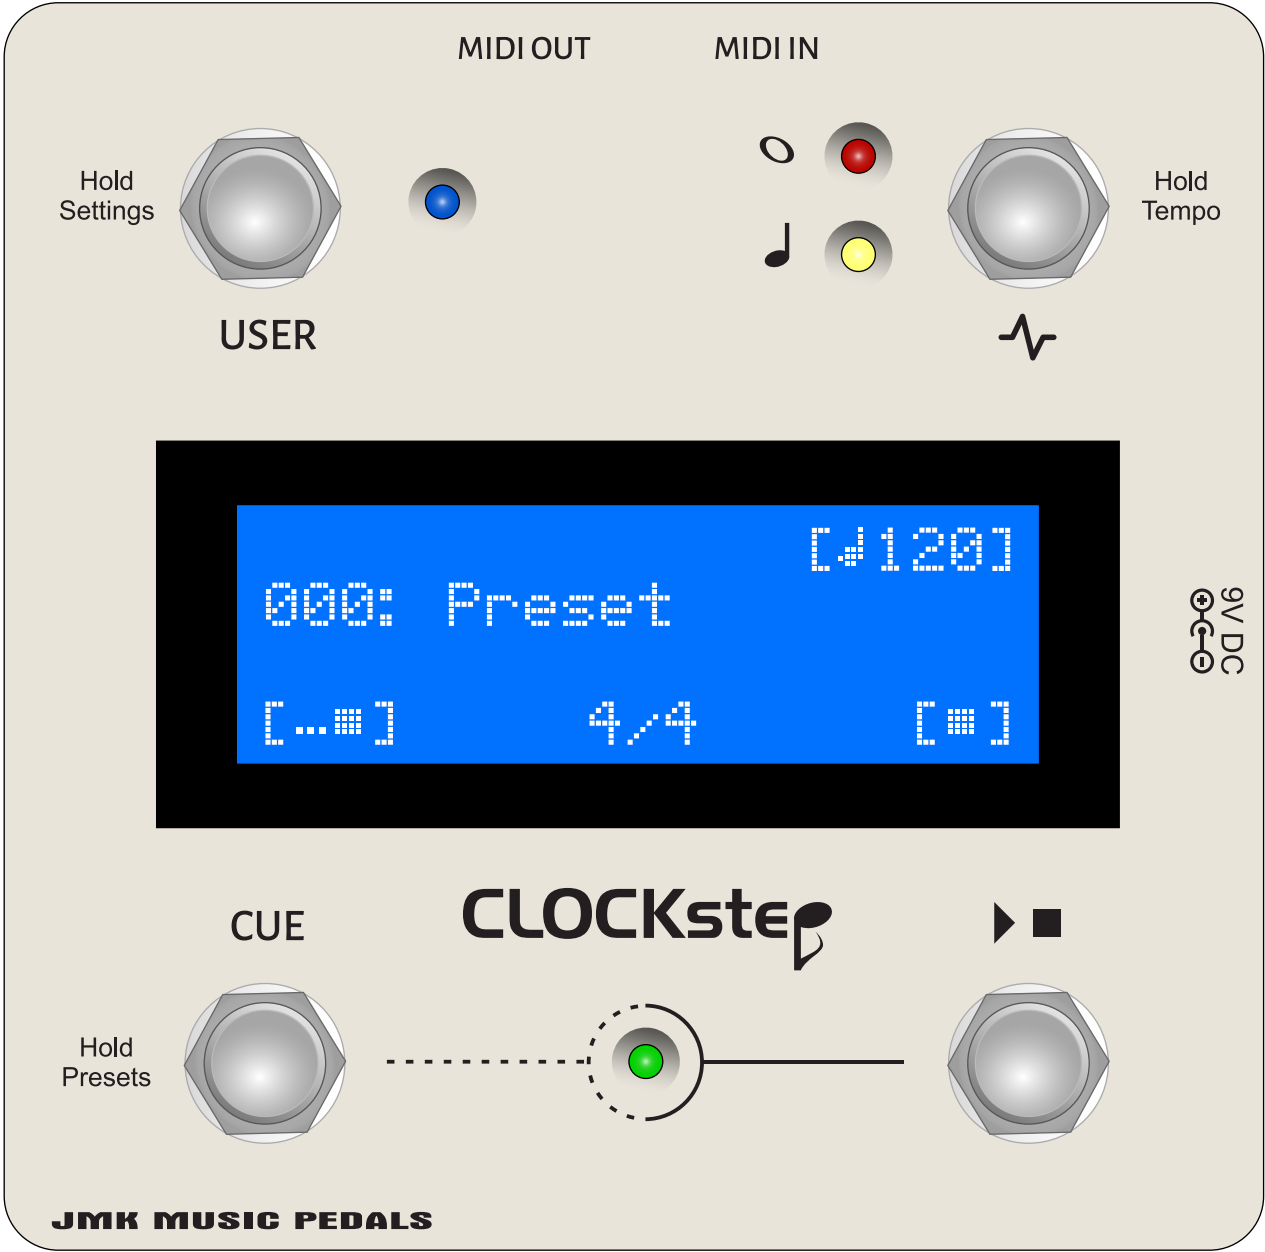 MIDI OUT MIDI IN
Hold
Settings
Hold
Tempo
USER
[♩120]
000: Preset
[...■] 4/4 [■]
9V DC
CUE
CLOCKstep
Hold
Presets
JMK MUSIC PEDALS